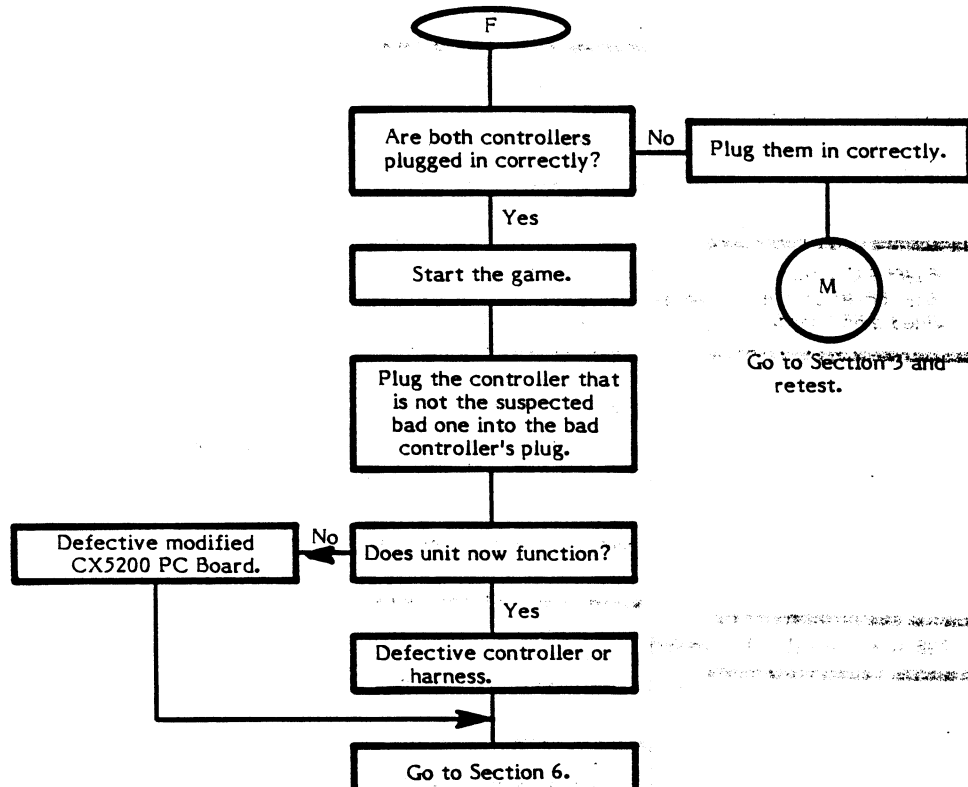 F
Are both controllers
plugged in correctly?
No
Plug them in correctly.
Yes
Start the game.
M
Go to Section 3 and
retest.
Plug the controller that
is not the suspected
bad one into the bad
controller's plug.
Does unit now function?
No
Defective modified
CX5200 PC Board.
Yes
Defective controller or
harness.
Go to Section 6.